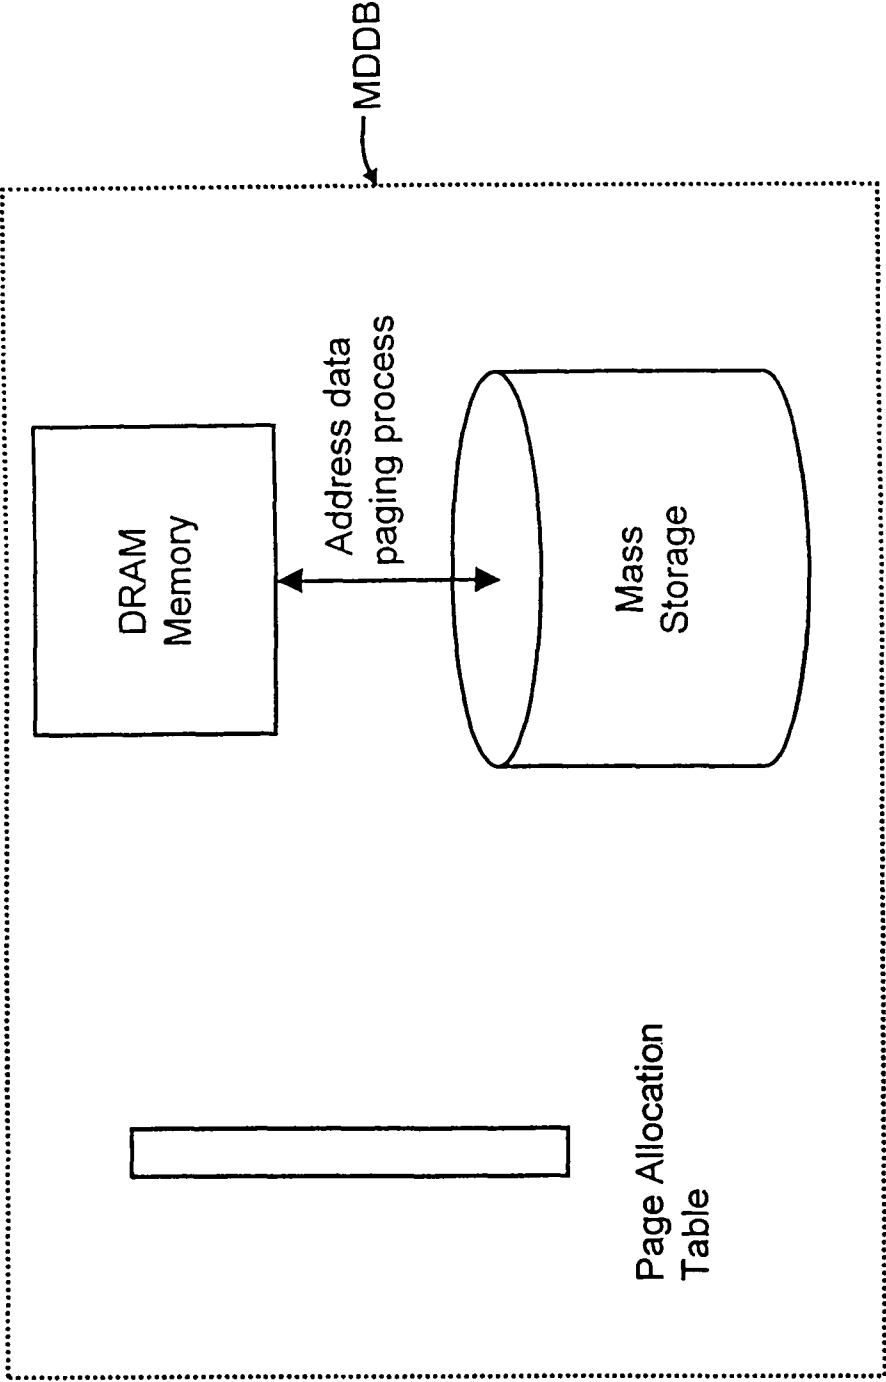 MDDB
DRAM
Memory
Address data
paging process
Mass
Storage
Page Allocation
Table